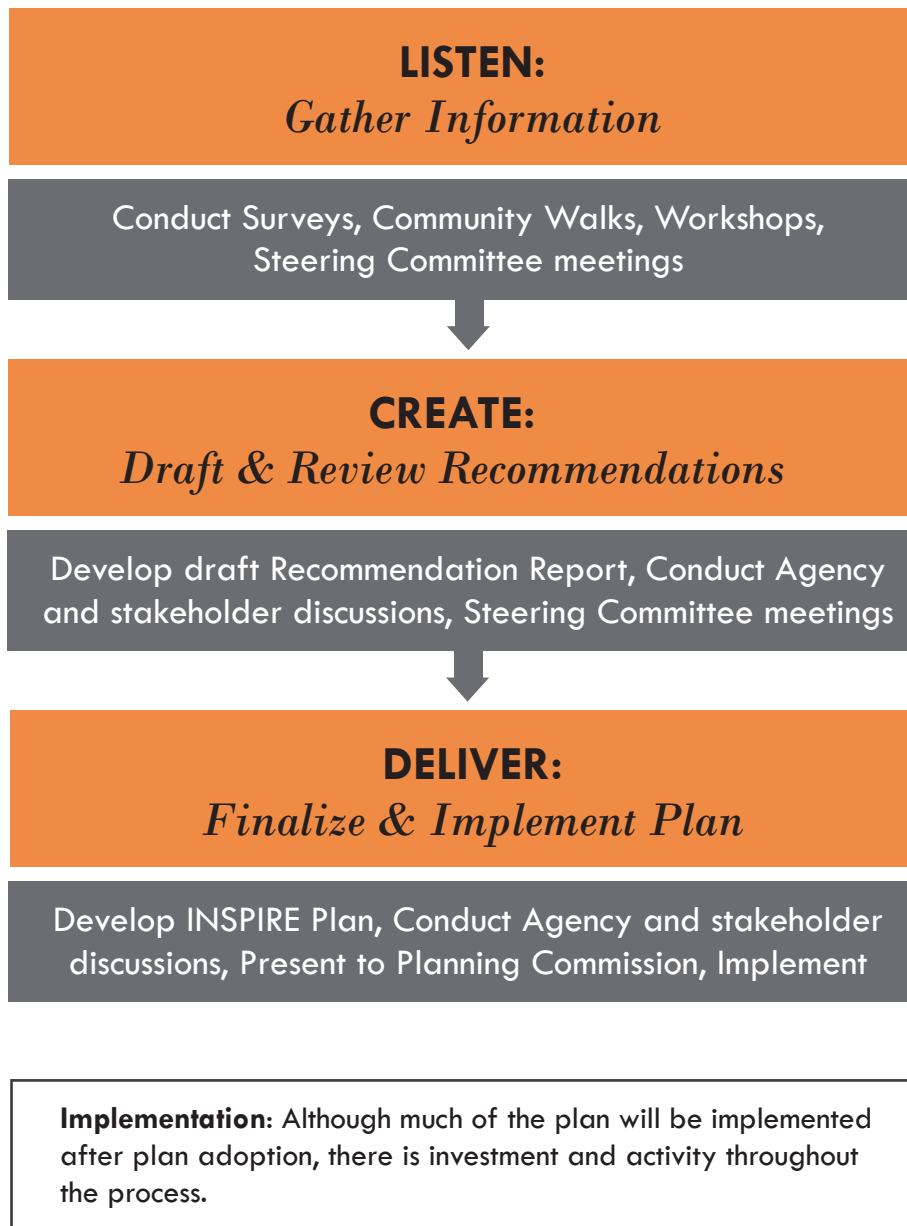 LISTEN:
Gather Information
Conduct Surveys, Community Walks, Workshops,
Steering Committee meetings
CREATE:
Draft & Review Recommendations
Develop draft Recommendation Report, Conduct Agency
and stakeholder discussions, Steering Committee meetings
DELIVER:
Finalize & Implement Plan
Develop INSPIRE Plan, Conduct Agency and stakeholder
discussions, Present to Planning Commission, Implement
Implementation: Although much of the plan will be implemented
after plan adoption, there is investment and activity throughout
the process.